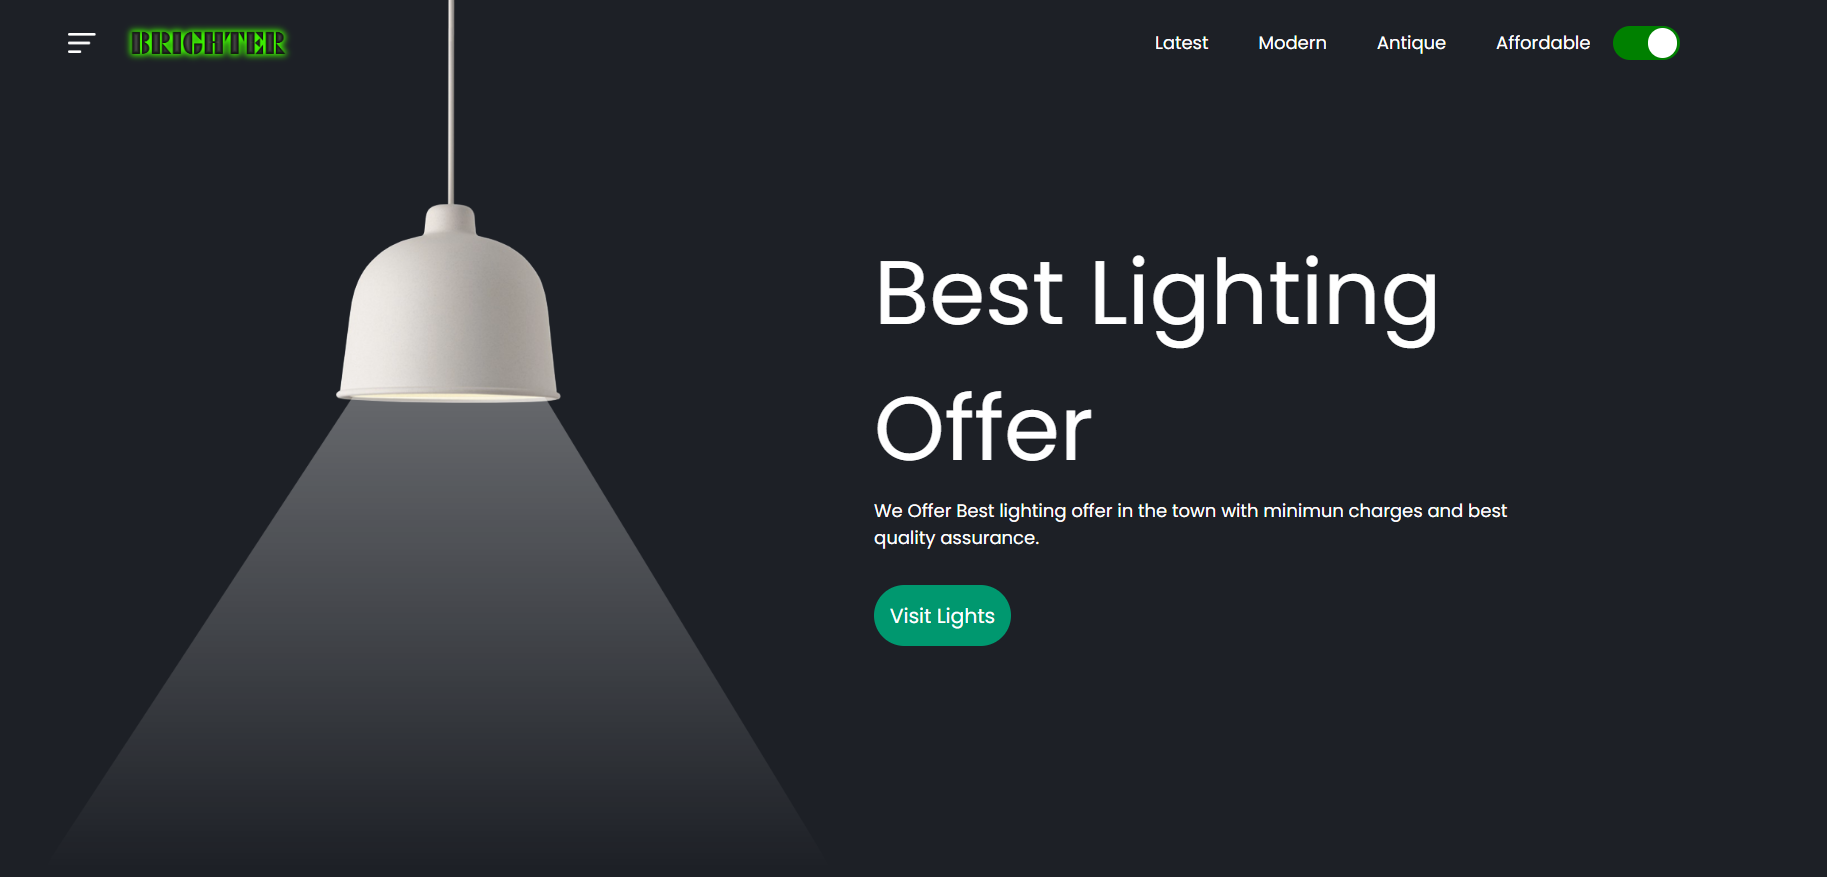 BRIGHTER
Latest Modern Antique Affordable
Best Lighting
Offer
We Offer Best lighting offer in the town with minimun charges and best
quality assurance.
Visit Lights